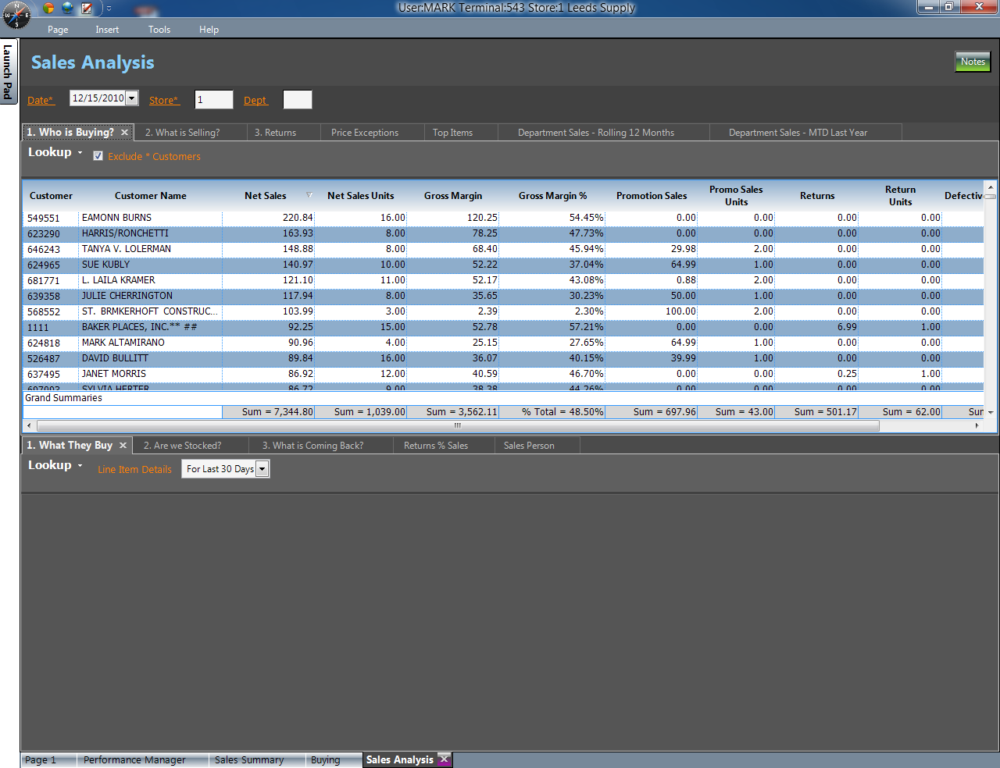 User:MARK Terminal:543 Store:1 Leeds Supply
N
W E
S
Page Insert Tools Help
Launch Pad
Sales Analysis
Notes
Date* 12/15/2010 Store* 1 Dept
1. Who is Buying? 2. What is Selling? 3. Returns Price Exceptions Top Items Department Sales - Rolling 12 Months Department Sales - MTD Last Year
Lookup Exclude * Customers
Customer Customer Name Net Sales Net Sales Units Gross Margin Gross Margin % Promotion Sales Promo Sales Units Returns Return Units Defectiv
549551 EAMONN BURNS 220.84 16.00 120.25 54.45% 0.00 0.00 0.00 0.00
623290 HARRIS/RONCHETTI 163.93 8.00 78.25 47.73% 0.00 0.00 0.00 0.00
646243 TANYA V. LOLERMAN 148.88 8.00 68.40 45.94% 29.98 2.00 0.00 0.00
624965 SUE KUBLY 140.97 10.00 52.22 37.04% 64.99 1.00 0.00 0.00
681771 L. LAILA KRAMER 121.10 11.00 52.17 43.08% 0.88 2.00 0.00 0.00
639358 JULIE CHERRINGTON 117.94 8.00 35.65 30.23% 50.00 1.00 0.00 0.00
568552 ST. BRMKERHOFT CONSTRUC... 103.99 3.00 2.39 2.30% 100.00 2.00 0.00 0.00
1111 BAKER PLACES, INC.** ## 92.25 15.00 52.78 57.21% 0.00 0.00 6.99 1.00
624818 MARK ALTAMIRANO 90.96 4.00 25.15 27.65% 64.99 1.00 0.00 0.00
526487 DAVID BULLITT 89.84 16.00 36.07 40.15% 39.99 1.00 0.00 0.00
637495 JANET MORRIS 86.92 12.00 40.59 46.70% 0.00 0.00 0.25 1.00
697093 SYLVIA HERTER 86.72 9.00 38.38 44.26% 0.00 0.00 0.00 0.00
Grand Summaries
Sum = 7,344.80 Sum = 1,039.00 Sum = 3,562.11 % Total = 48.50% Sum = 697.96 Sum = 43.00 Sum = 501.17 Sum = 62.00 Sum
1. What They Buy 2. Are we Stocked? 3. What is Coming Back? Returns % Sales Sales Person
Lookup Line Item Details For Last 30 Days
Page 1 Performance Manager Sales Summary Buying Sales Analysis